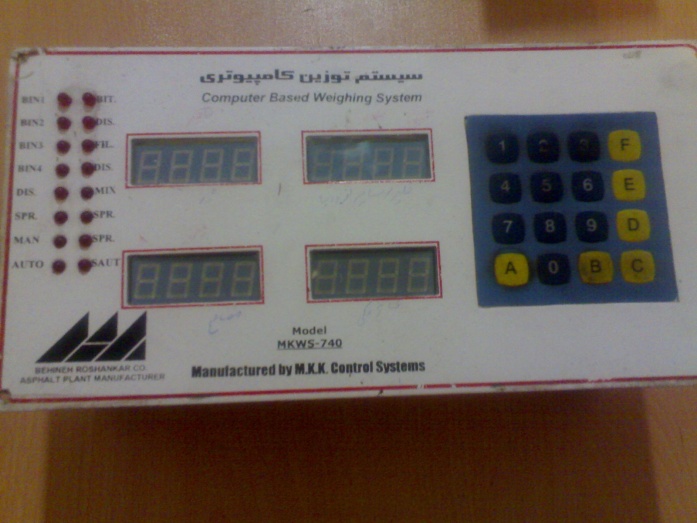 سیستم توزین کامپیوتری
Computer Based Weighing System
BIN1 BIT.
BIN2 DIS.
BIN3 FIL.
BIN4 DIS.
DIS. MIX
SPR. SPR.
MAN SPR.
AUTO SAUT
1 2 3 F
4 5 6 E
7 8 9 D
A 0 B C
Model
MKWS-740
Manufactured by M.K.K. Control Systems
BEHINEH ROSHANKAR CO.
ASPHALT PLANT MANUFACTURER